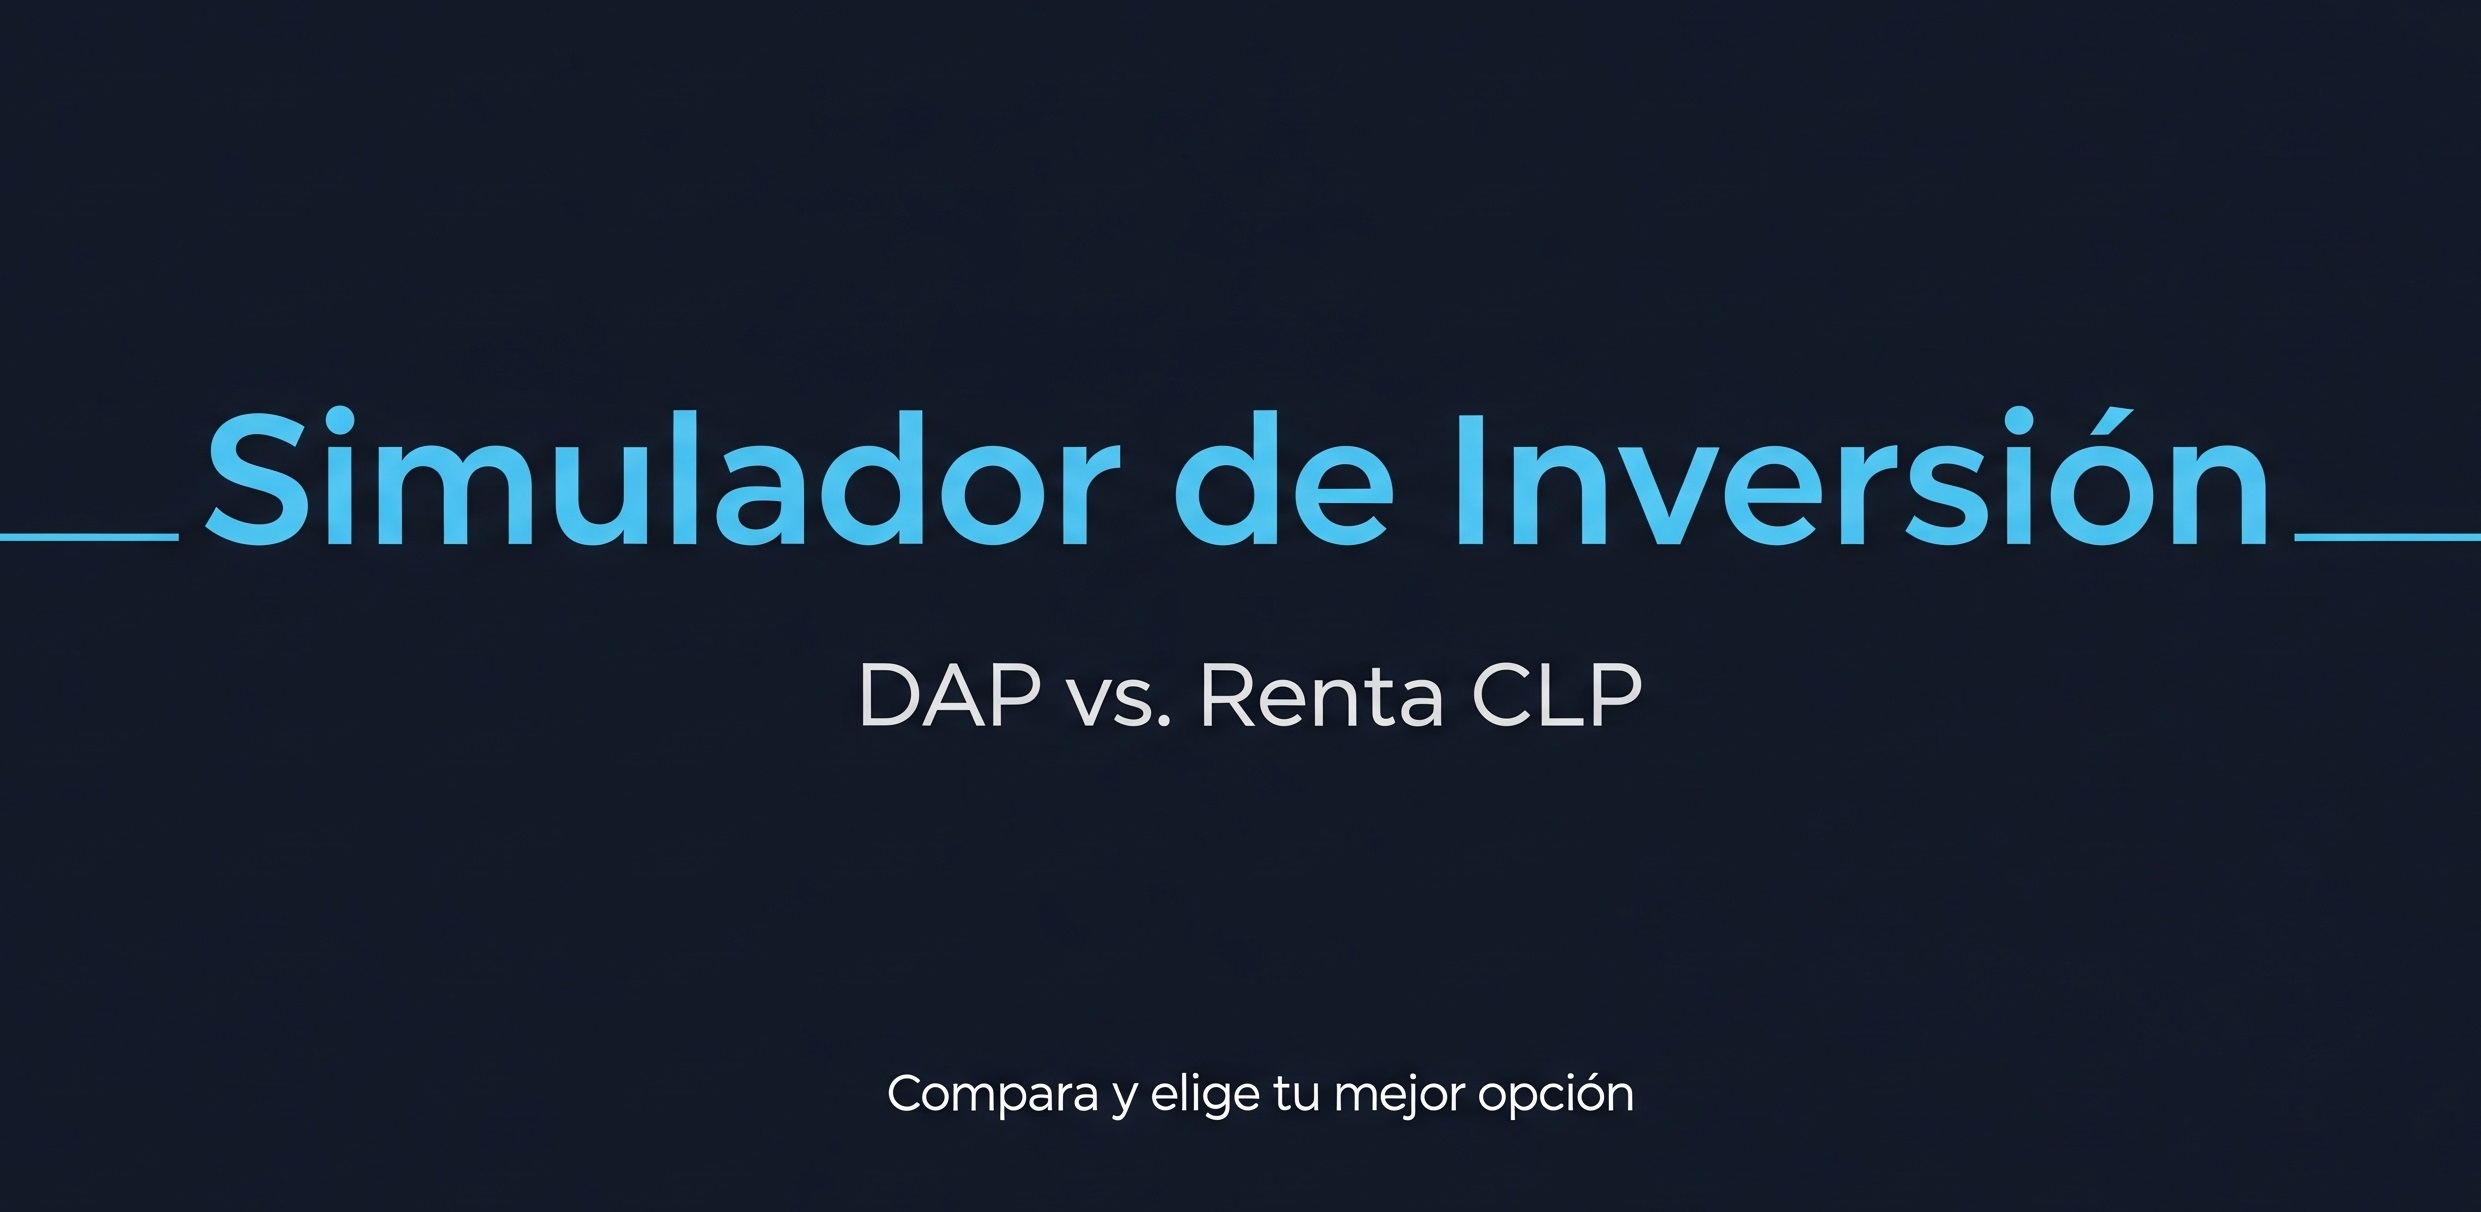 Simulador de Inversión
DAP vs. Renta CLP
Compara y elige tu mejor opción